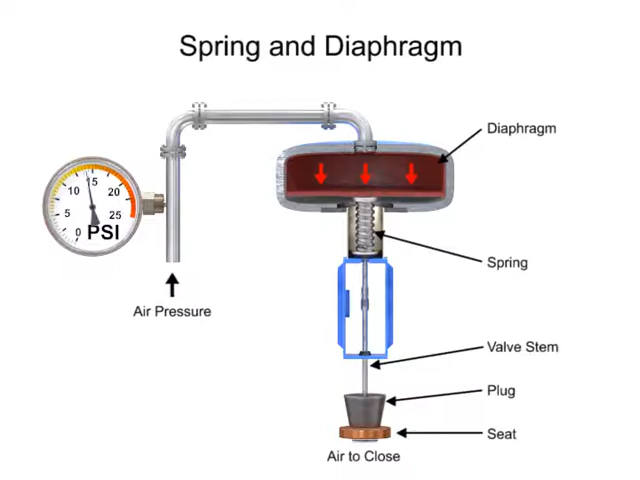 Spring and Diaphragm
Diaphragm
10
15
20
5
25
0
PSI
Spring
Air Pressure
Valve Stem
Plug
Seat
Air to Close